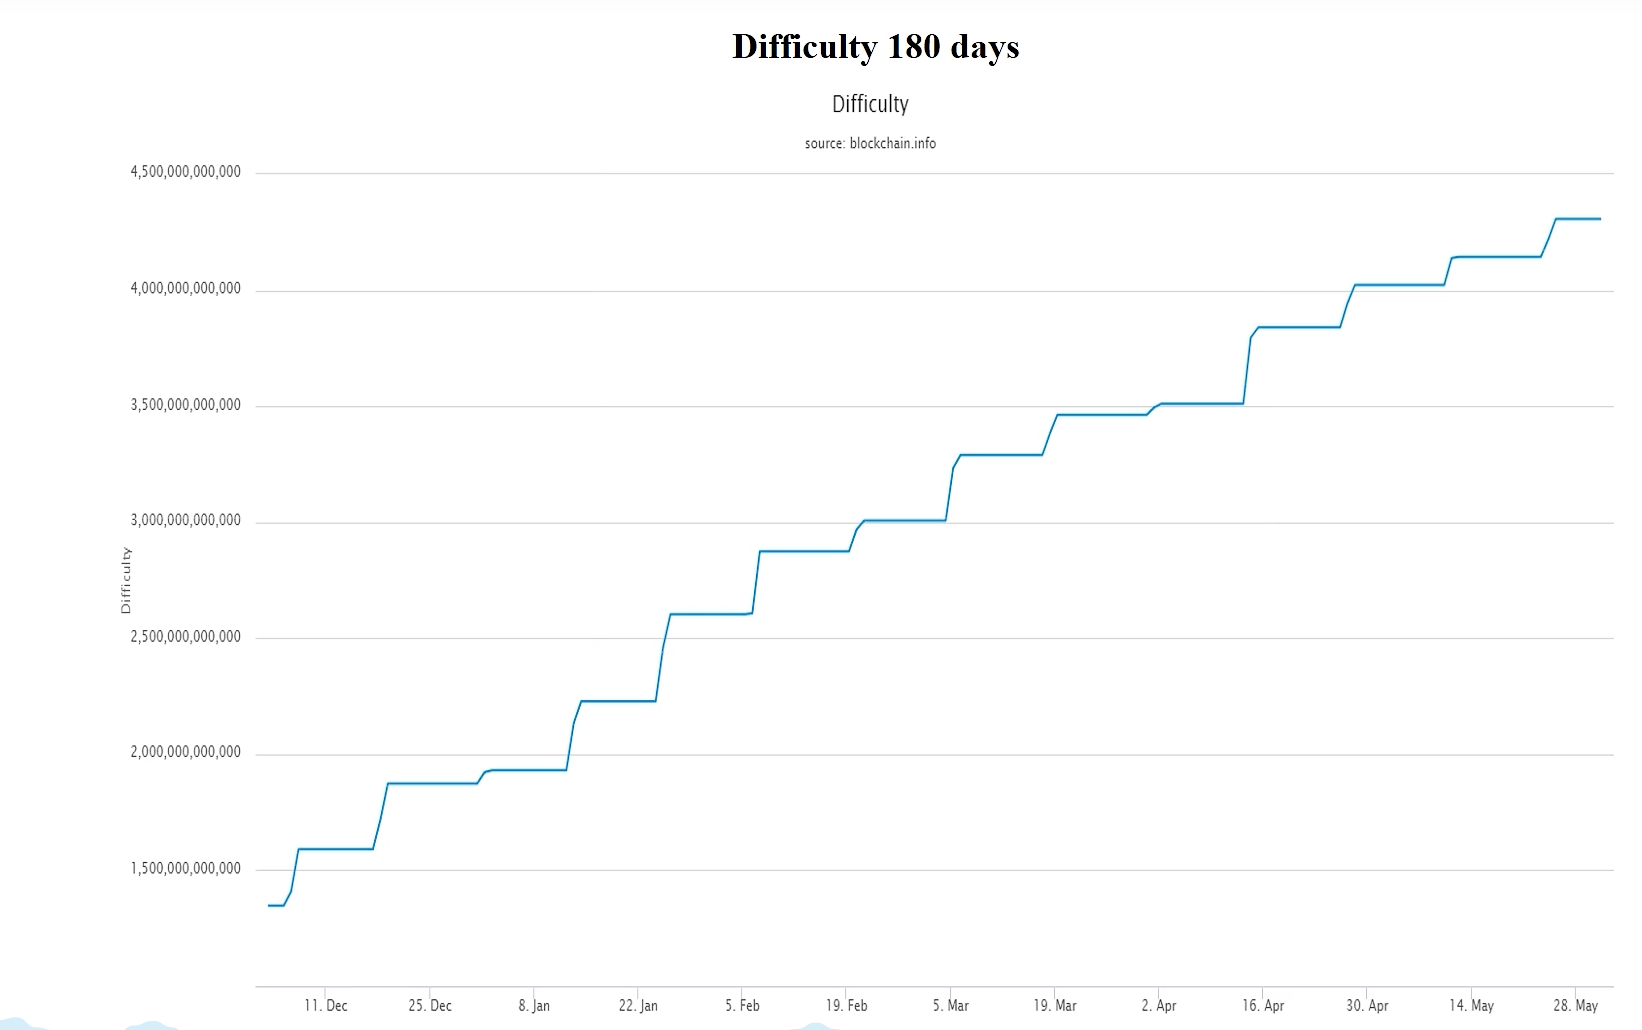 Difficulty 180 days
Difficulty
source: blockchain.info
4,500,000,000,000
4,000,000,000,000
3,500,000,000,000
3,000,000,000,000
Difficulty
2,500,000,000,000
2,000,000,000,000
1,500,000,000,000
11. Dec 25. Dec 8. Jan 22. Jan 5. Feb 19. Feb 5. Mar 19. Mar 2. Apr 16. Apr 30. Apr 14. May 28. May